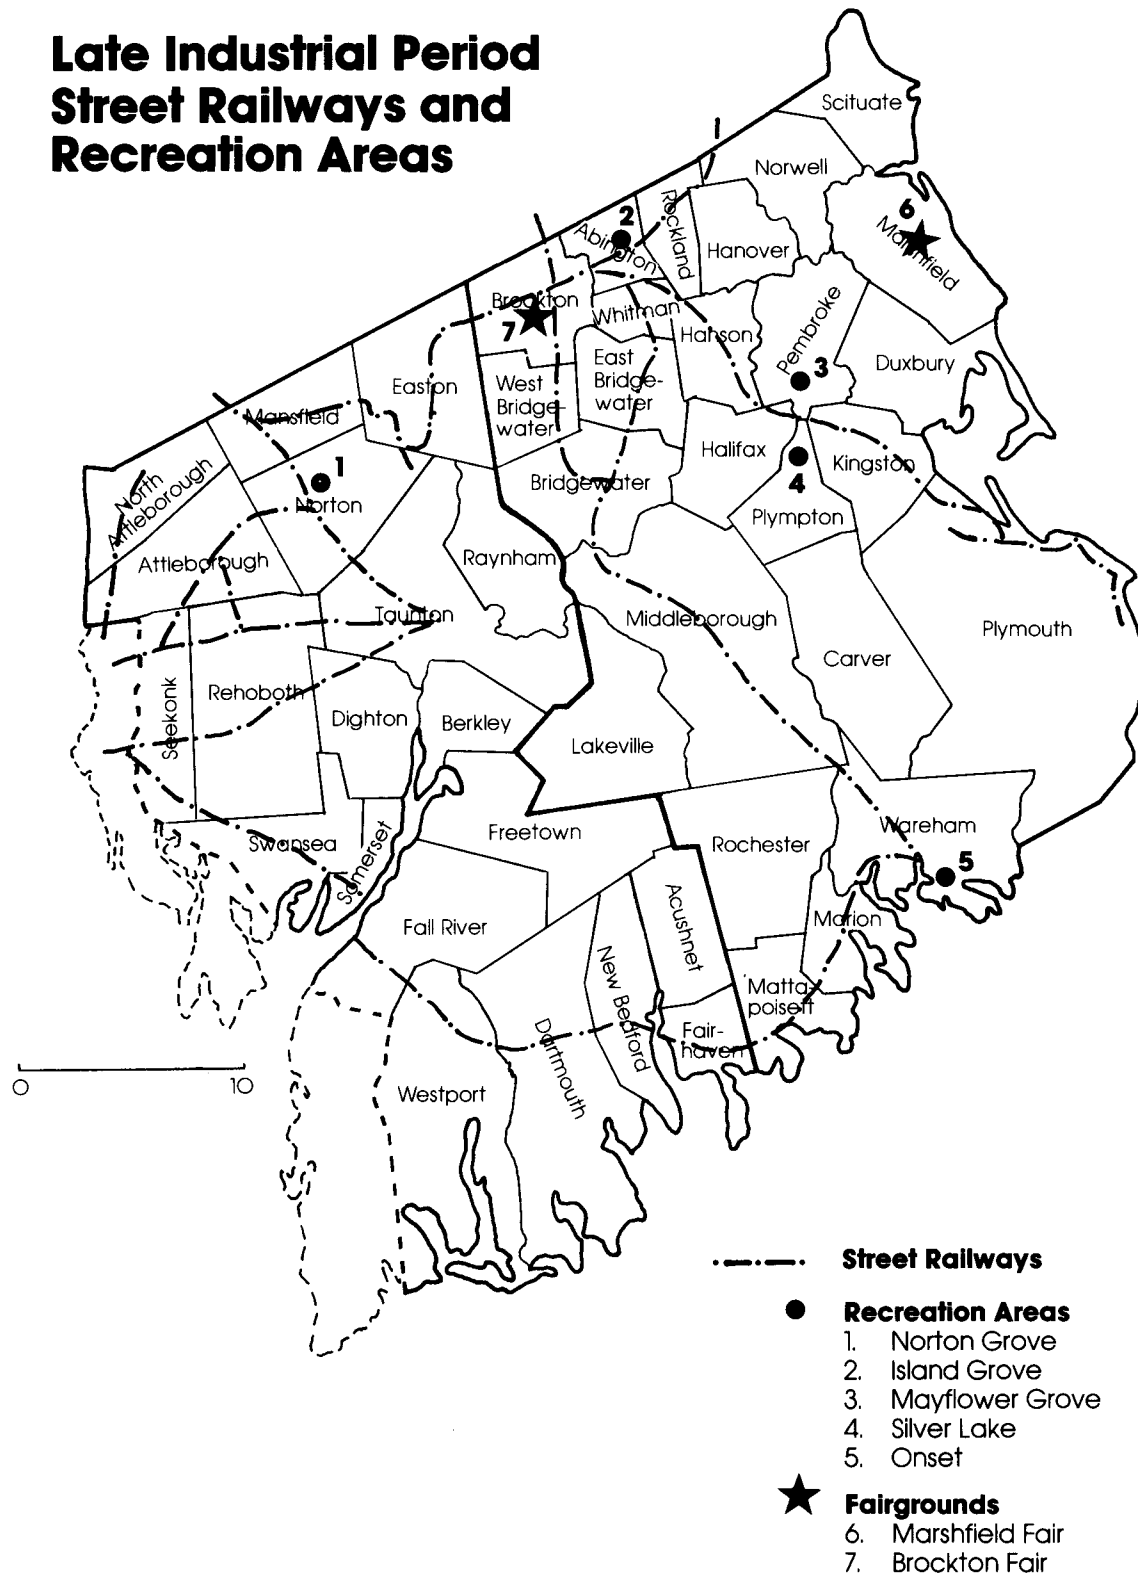 Late Industrial Period
Street Railways and
Recreation Areas
Scituate
Norwell
6
Marshfield
2
Abington
Rockland
Hanover
Brockton
7
Whitman
Hanson
Pembroke
3
Duxbury
Easton
West
Bridge-
water
East
Bridge-
water
Mansfield
1
Norton
North
Attleborough
Attleborough
Halifax
4
Kingston
Bridgewater
Plympton
Raynham
Taunton
Middleborough
Plymouth
Carver
Seekonk
Rehoboth
Dighton
Berkley
Lakeville
Swansea
Somerset
Freetown
Rochester
Wareham
5
Acushnet
Marion
Fall River
New Bedford
Matta-
poisett
Fair-
haven
Dartmouth
Westport
0 10
Street Railways
Recreation Areas
1. Norton Grove
2. Island Grove
3. Mayflower Grove
4. Silver Lake
5. Onset
Fairgrounds
6. Marshfield Fair
7. Brockton Fair